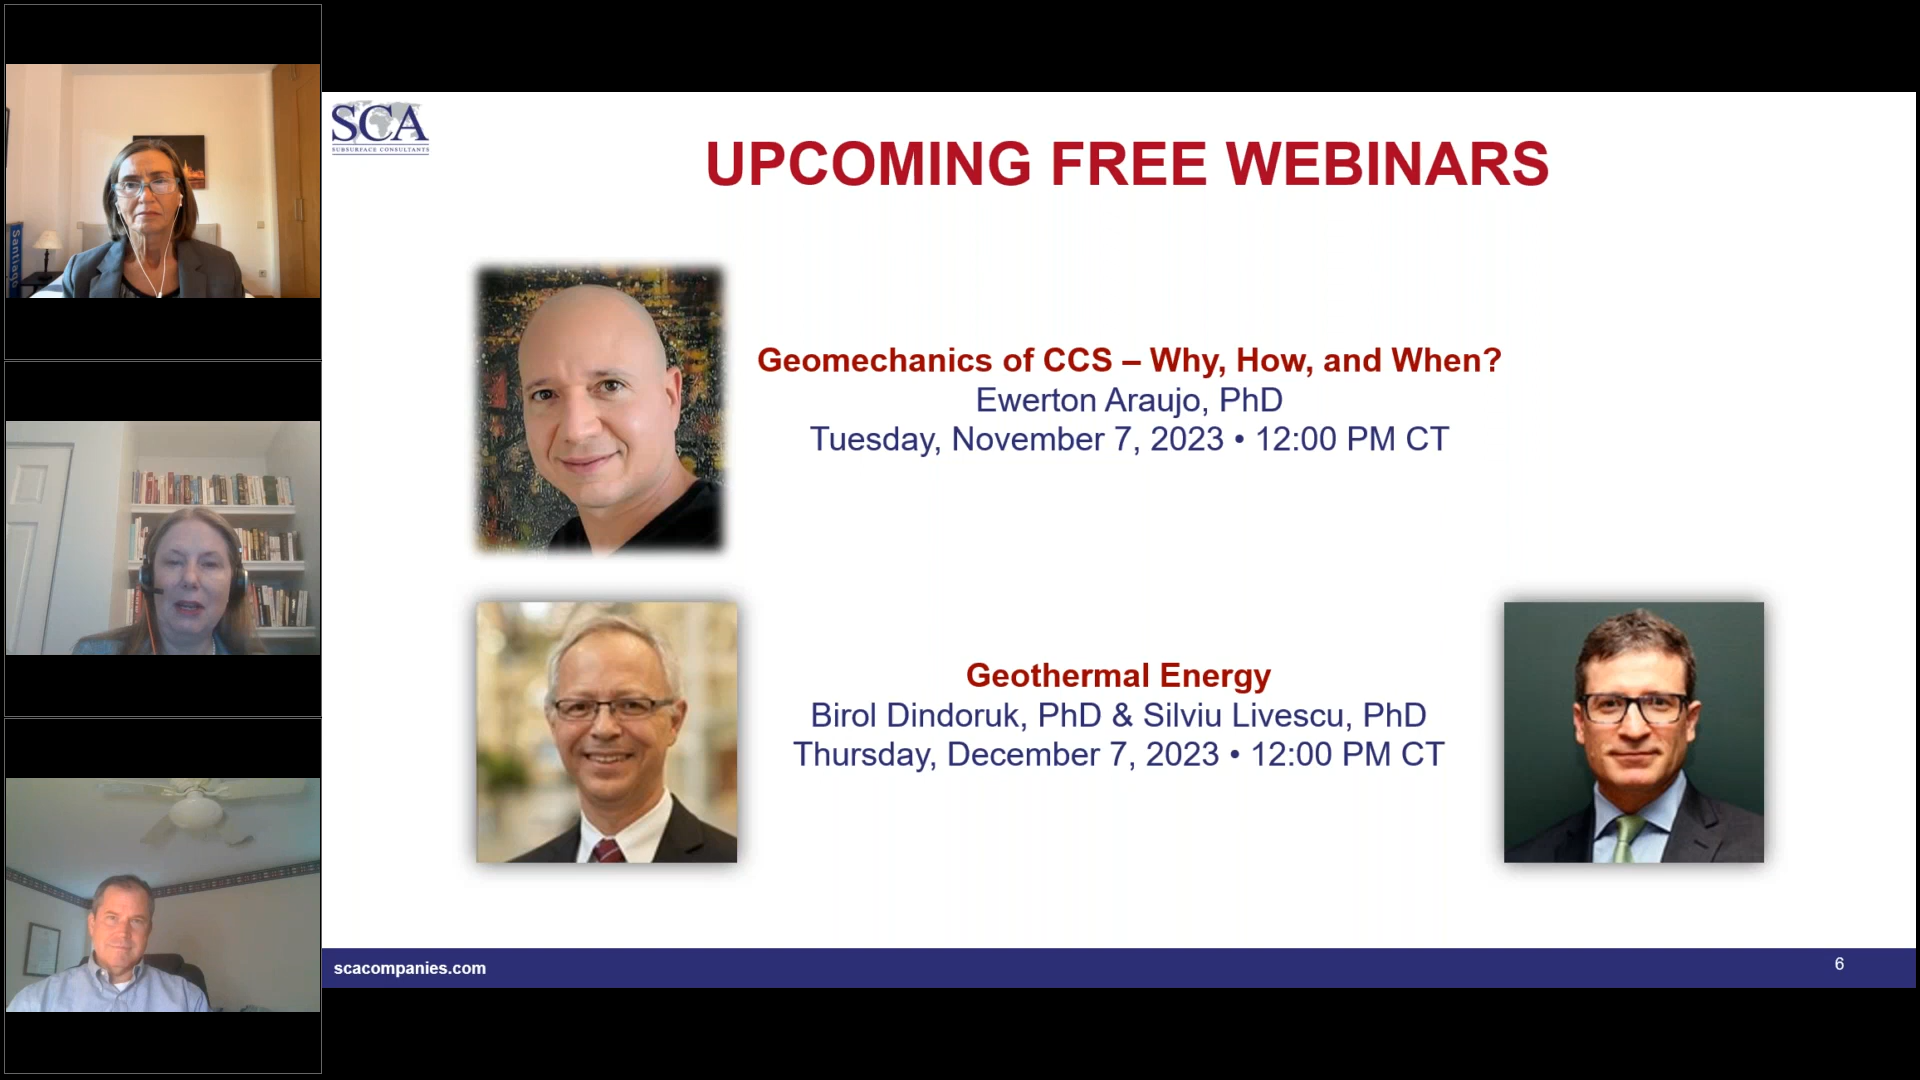 Santiago
SCA
SUBSURFACE CONSULTANTS
UPCOMING FREE WEBINARS
Geomechanics of CCS – Why, How, and When?
Ewerton Araujo, PhD
Tuesday, November 7, 2023 • 12:00 PM CT
Geothermal Energy
Birol Dindoruk, PhD & Silviu Livescu, PhD
Thursday, December 7, 2023 • 12:00 PM CT
scacompanies.com
6